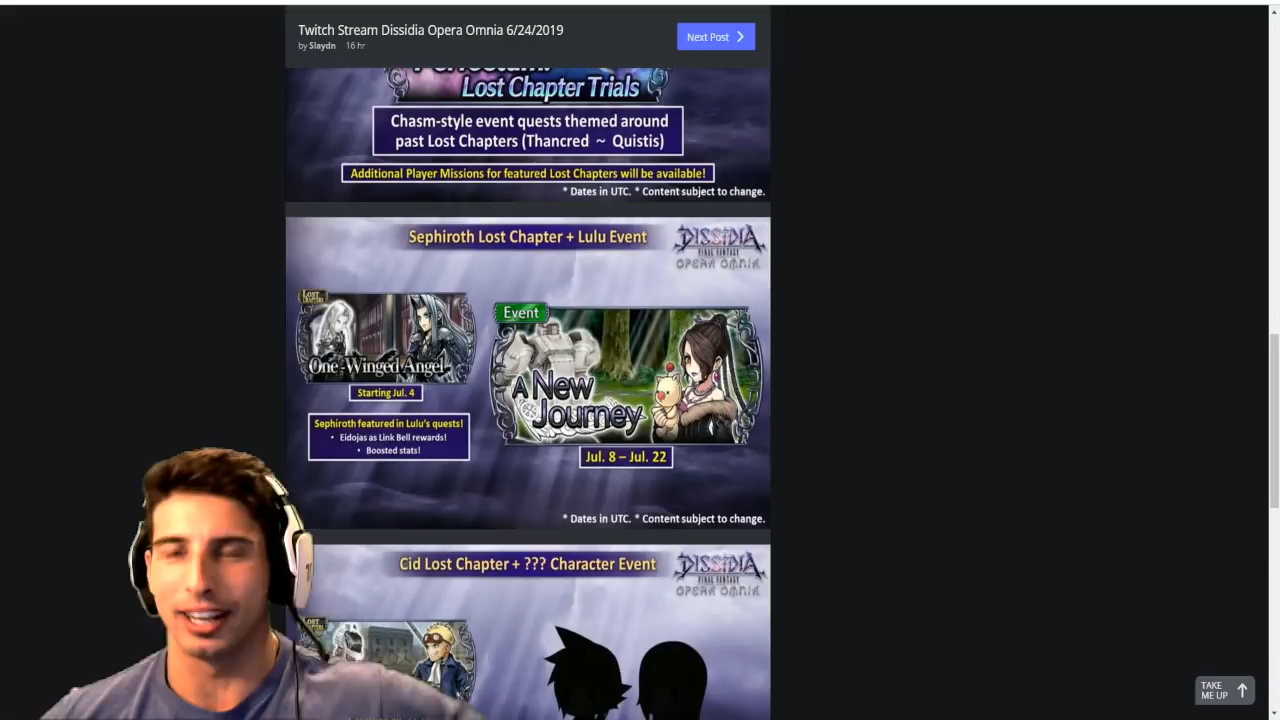 Twitch Stream Dissidia Opera Omnia 6/24/2019
by Slaydn 16 hr
Next Post
Lost Chapter Trials
Chasm-style event quests themed around
past Lost Chapters (Thancred ~ Quistis)
Additional Player Missions for featured Lost Chapters will be available!
* Dates in UTC. * Content subject to change.
Sephiroth Lost Chapter + Lulu Event
DISSIDIA
FINAL FANTASY
OPERA OMNIA
LOST
CHAPTERS
One-Winged Angel
Starting Jul. 4
Sephiroth featured in Lulu's quests!
• Eidojas as Link Bell rewards!
• Boosted stats!
Event
A New
Journey
Jul. 8 – Jul. 22
* Dates in UTC. * Content subject to change.
Cid Lost Chapter + ??? Character Event
DISSIDIA
FINAL FANTASY
OPERA OMNIA
LOST
TAKE
ME UP